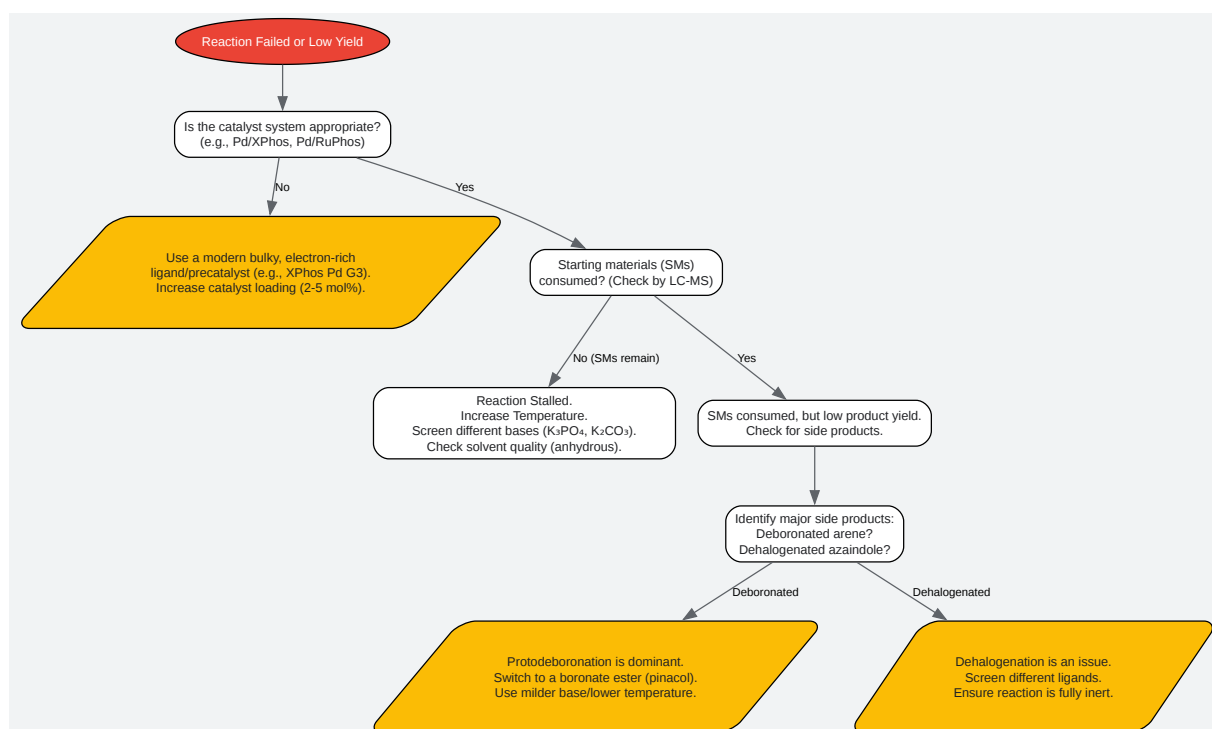 Reaction Failed or Low Yield
Is the catalyst system appropriate?
(e.g., Pd/XPhos, Pd/RuPhos)
No
Yes
Use a modern bulky, electron-rich
ligand/precatalyst (e.g., XPhos Pd G3).
Increase catalyst loading (2-5 mol%).
Starting materials (SMs)
consumed? (Check by LC-MS)
No (SMs remain)
Yes
Reaction Stalled.
Increase Temperature.
Screen different bases (K₃PO₄, K₂CO₃).
Check solvent quality (anhydrous).
SMs consumed, but low product yield.
Check for side products.
Identify major side products:
Deboronated arene?
Dehalogenated azaindole?
Deboronated
Dehalogenated
Protodeboronation is dominant.
Switch to a boronate ester (pinacol).
Use milder base/lower temperature.
Dehalogenation is an issue.
Screen different ligands.
Ensure reaction is fully inert.